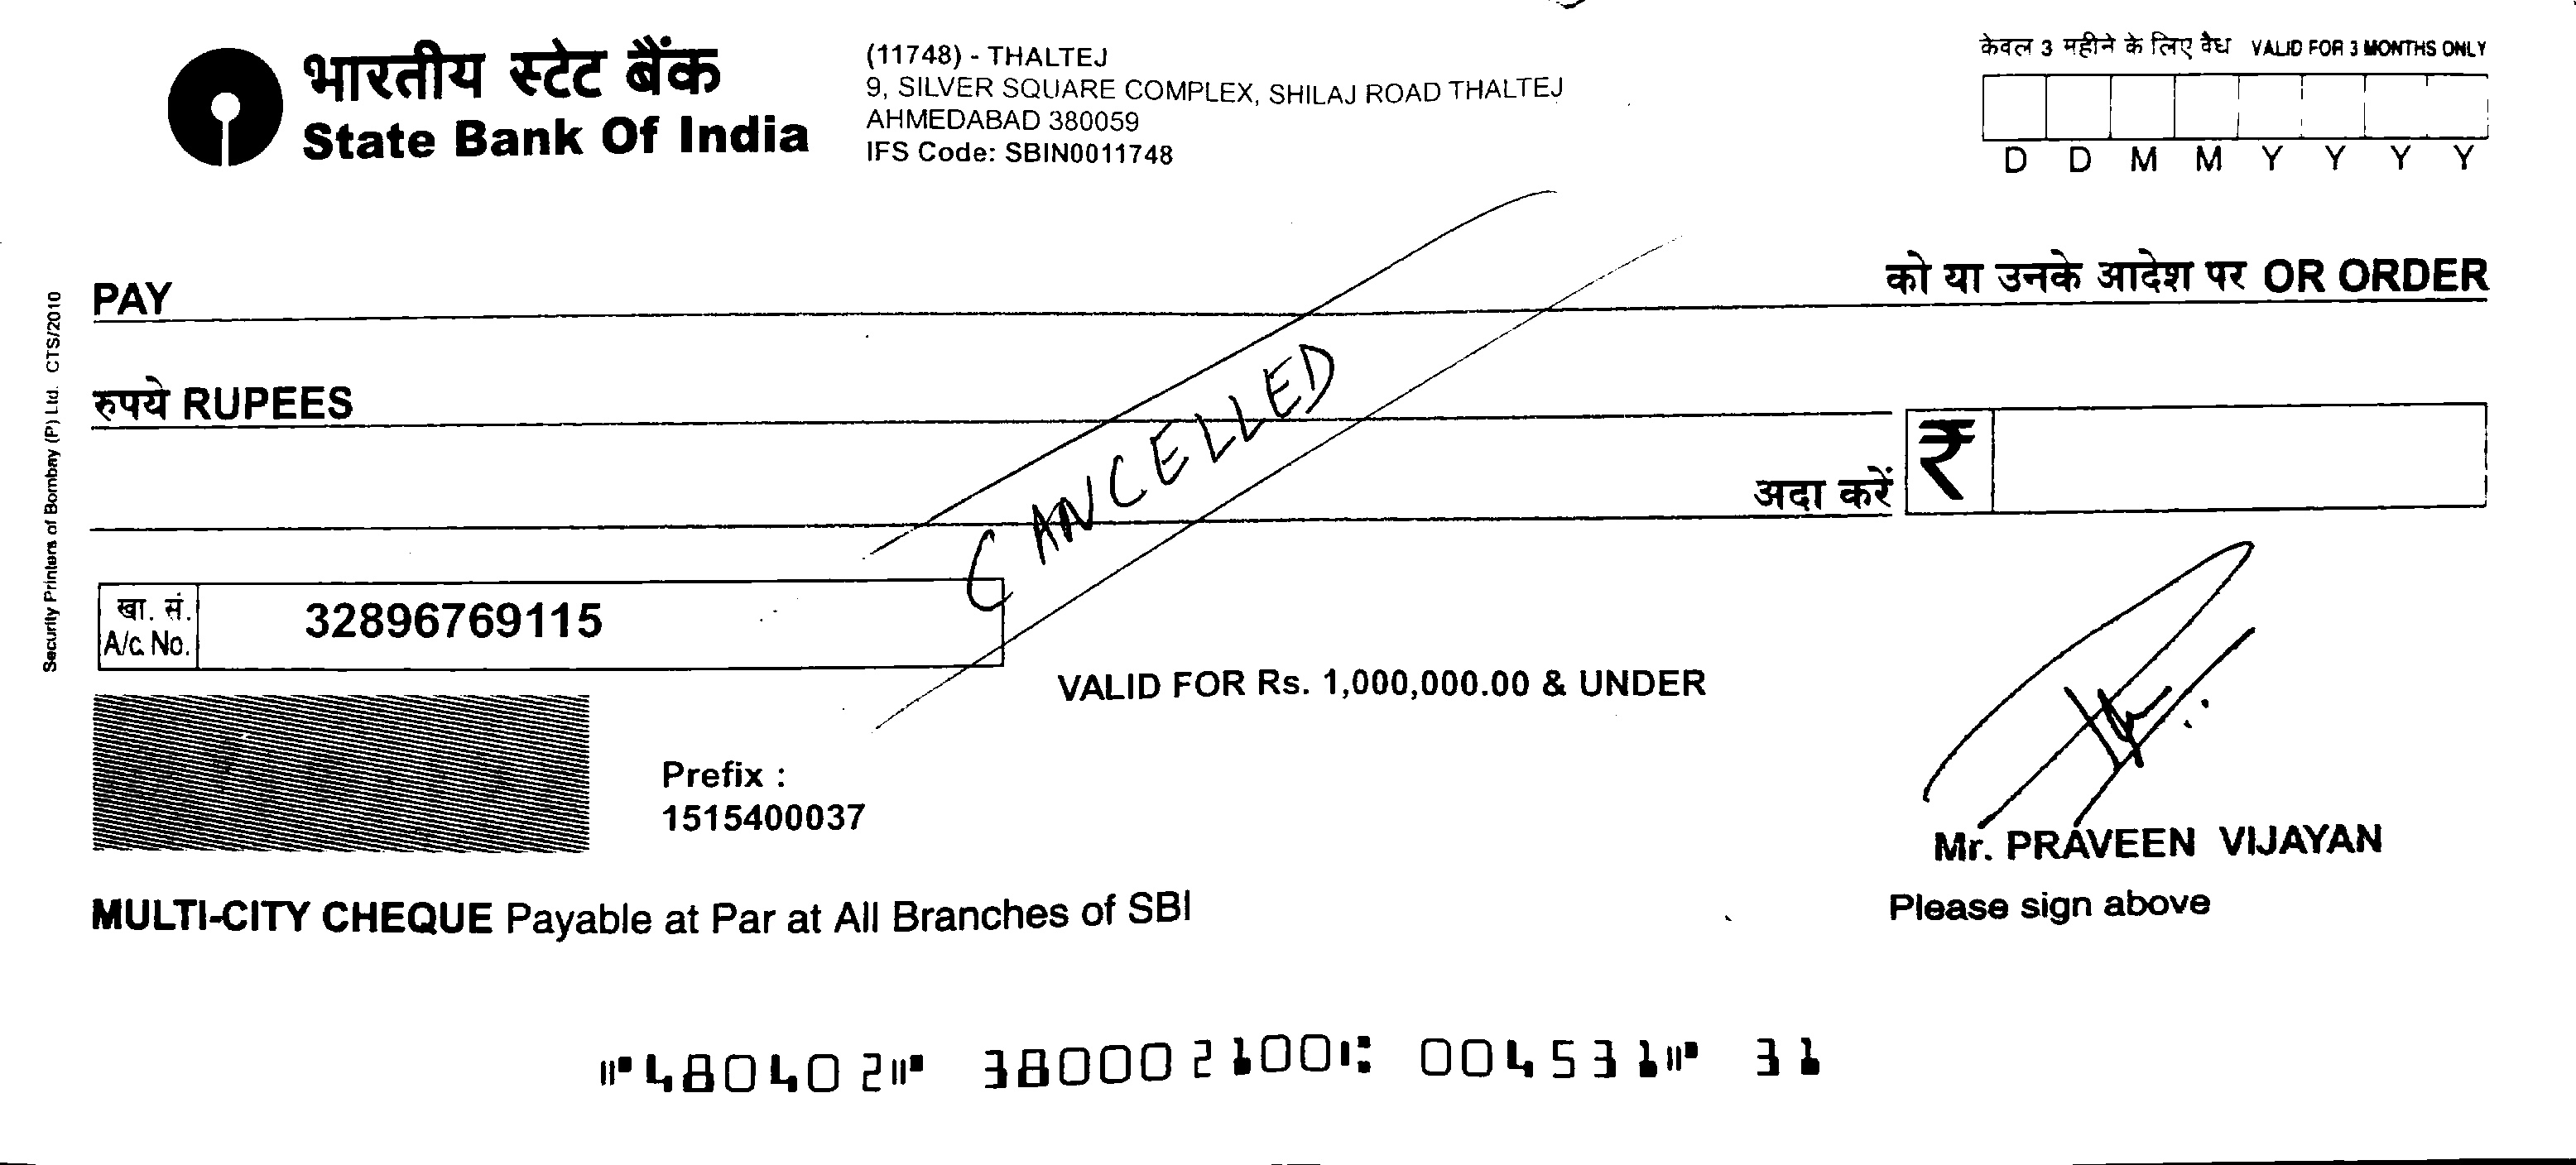 भारतीय स्टेट बैंक
State Bank Of India
(11748) - THALTEJ
9, SILVER SQUARE COMPLEX, SHILAJ ROAD THALTEJ
AHMEDABAD 380059
IFS Code: SBIN0011748
केवल 3 महीने के लिए वैध VALID FOR 3 MONTHS ONLY
D D M M Y Y Y Y
PAY
को या उनके आदेश पर OR ORDER
रुपये RUPEES
CANCELLED
अदा करें ₹
खा. सं.
A/c. No.
32896769115
VALID FOR Rs. 1,000,000.00 & UNDER
Prefix :
1515400037
Mr. PRAVEEN VIJAYAN
Please sign above
MULTI-CITY CHEQUE Payable at Par at All Branches of SBI
⑈480402⑈ 380002100⑆ 004531⑈ 31
Security Printers of Bombay (P) Ltd. CTS/2010